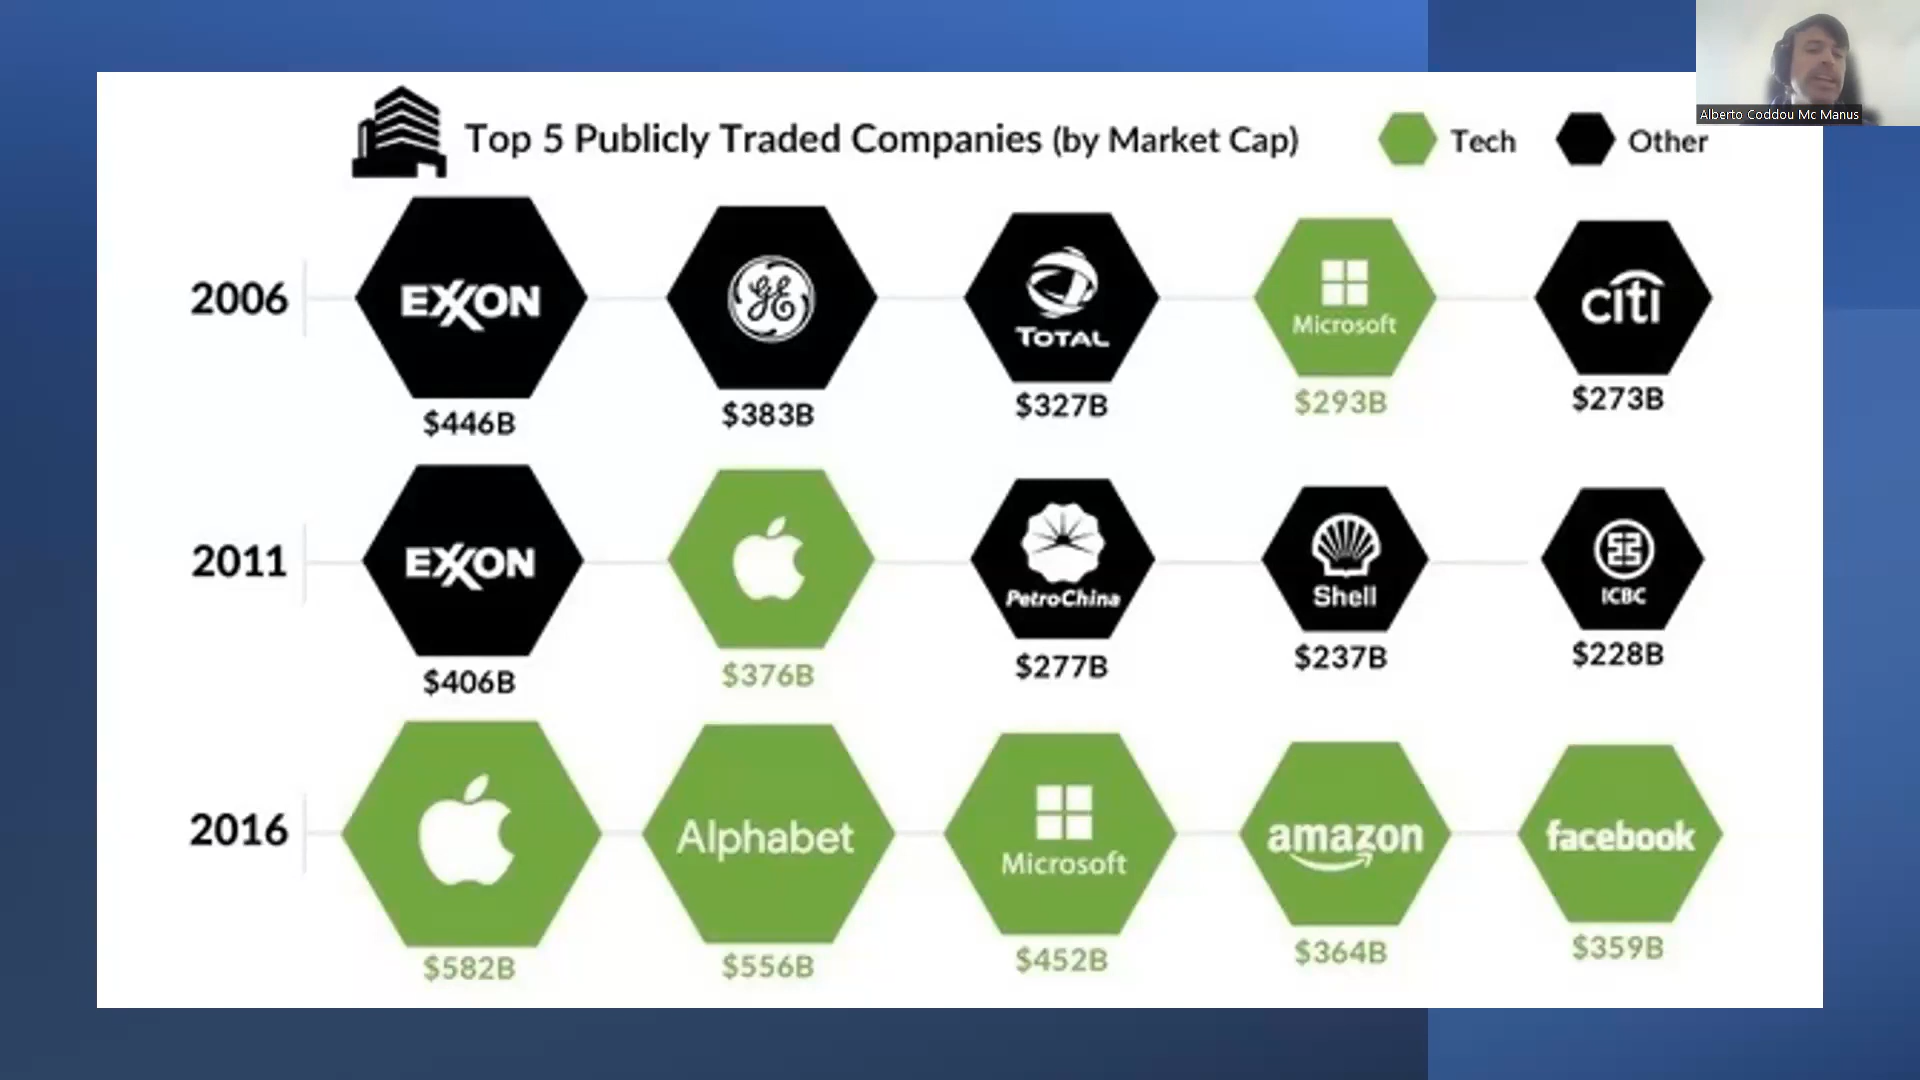 Alberto Coddou Mc Manus
Top 5 Publicly Traded Companies (by Market Cap)
Tech
Other
2006
EXXON
GE
TOTAL
Microsoft
citi
$446B
$383B
$327B
$293B
$273B
2011
EXXON
PetroChina
Shell
ICBC
$406B
$376B
$277B
$237B
$228B
2016
Alphabet
Microsoft
amazon
facebook
$582B
$556B
$452B
$364B
$359B